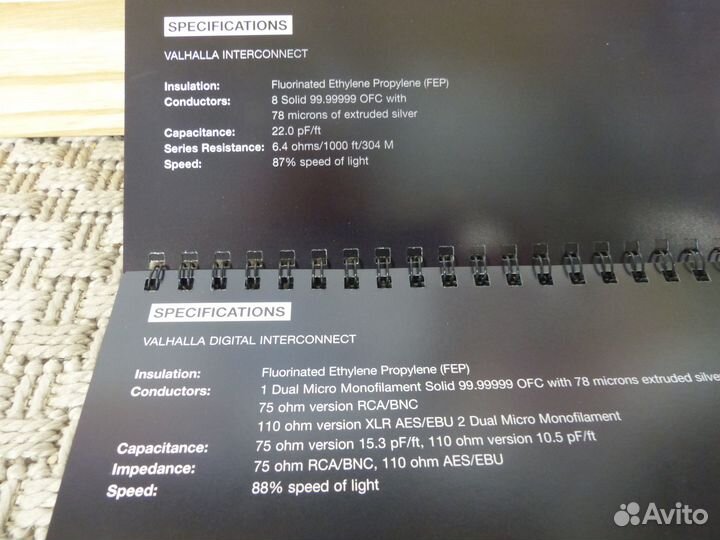 SPECIFICATIONS
VALHALLA INTERCONNECT
Insulation: Fluorinated Ethylene Propylene (FEP)
Conductors: 8 Solid 99.99999 OFC with
78 microns of extruded silver
Capacitance: 22.0 pF/ft
Series Resistance: 6.4 ohms/1000 ft/304 M
Speed: 87% speed of light
SPECIFICATIONS
VALHALLA DIGITAL INTERCONNECT
Insulation: Fluorinated Ethylene Propylene (FEP)
Conductors: 1 Dual Micro Monofilament Solid 99.99999 OFC with 78 microns extruded silver
75 ohm version RCA/BNC
110 ohm version XLR AES/EBU 2 Dual Micro Monofilament
Capacitance: 75 ohm version 15.3 pF/ft, 110 ohm version 10.5 pF/ft
Impedance: 75 ohm RCA/BNC, 110 ohm AES/EBU
Speed: 88% speed of light
Avito